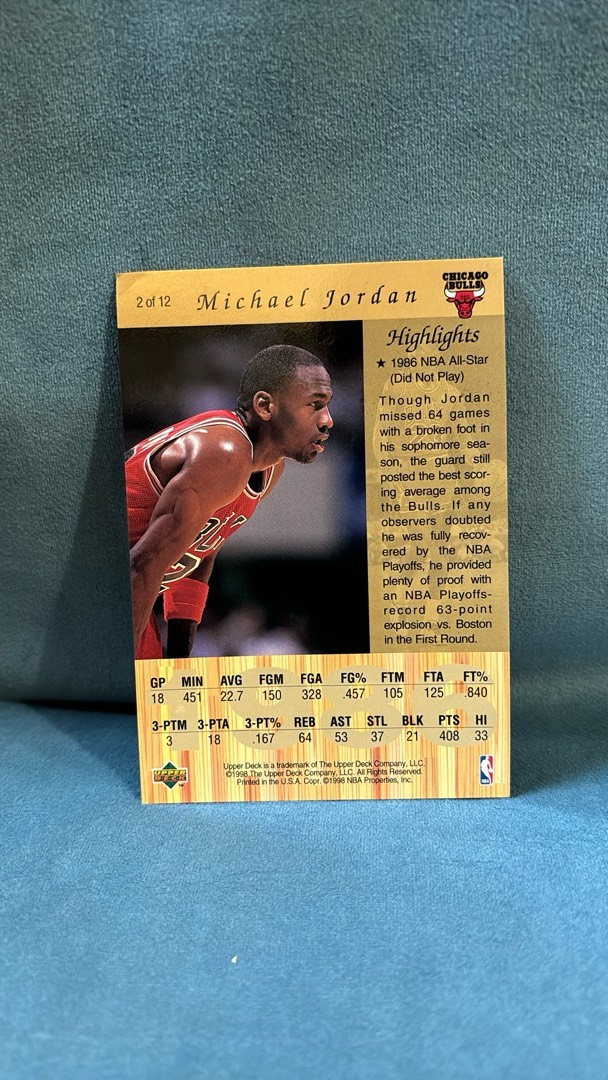 2 of 12 Michael Jordan CHICAGO
BULLS
Highlights
★ 1986 NBA All-Star
(Did Not Play)
Though Jordan
missed 64 games
with a broken foot in
his sophomore sea-
son, the guard still
posted the best scor-
ing average among
the Bulls. If any
observers doubted
he was fully recov-
ered by the NBA
Playoffs, he provided
plenty of proof with
an NBA Playoffs-
record 63-point
explosion vs. Boston
in the First Round.
1986
GP MIN AVG FGM FGA FG% FTM FTA FT%
18 451 22.7 150 328 .457 105 125 .840
3-PTM 3-PTA 3-PT% REB AST STL BLK PTS HI
3 18 .167 64 53 37 21 408 33
UPPER
DECK
Upper Deck is a trademark of The Upper Deck Company, LLC.
©1998 The Upper Deck Company, LLC. All Rights Reserved.
Printed in the U.S.A. Copr. ©1998 NBA Properties, Inc.
NBA